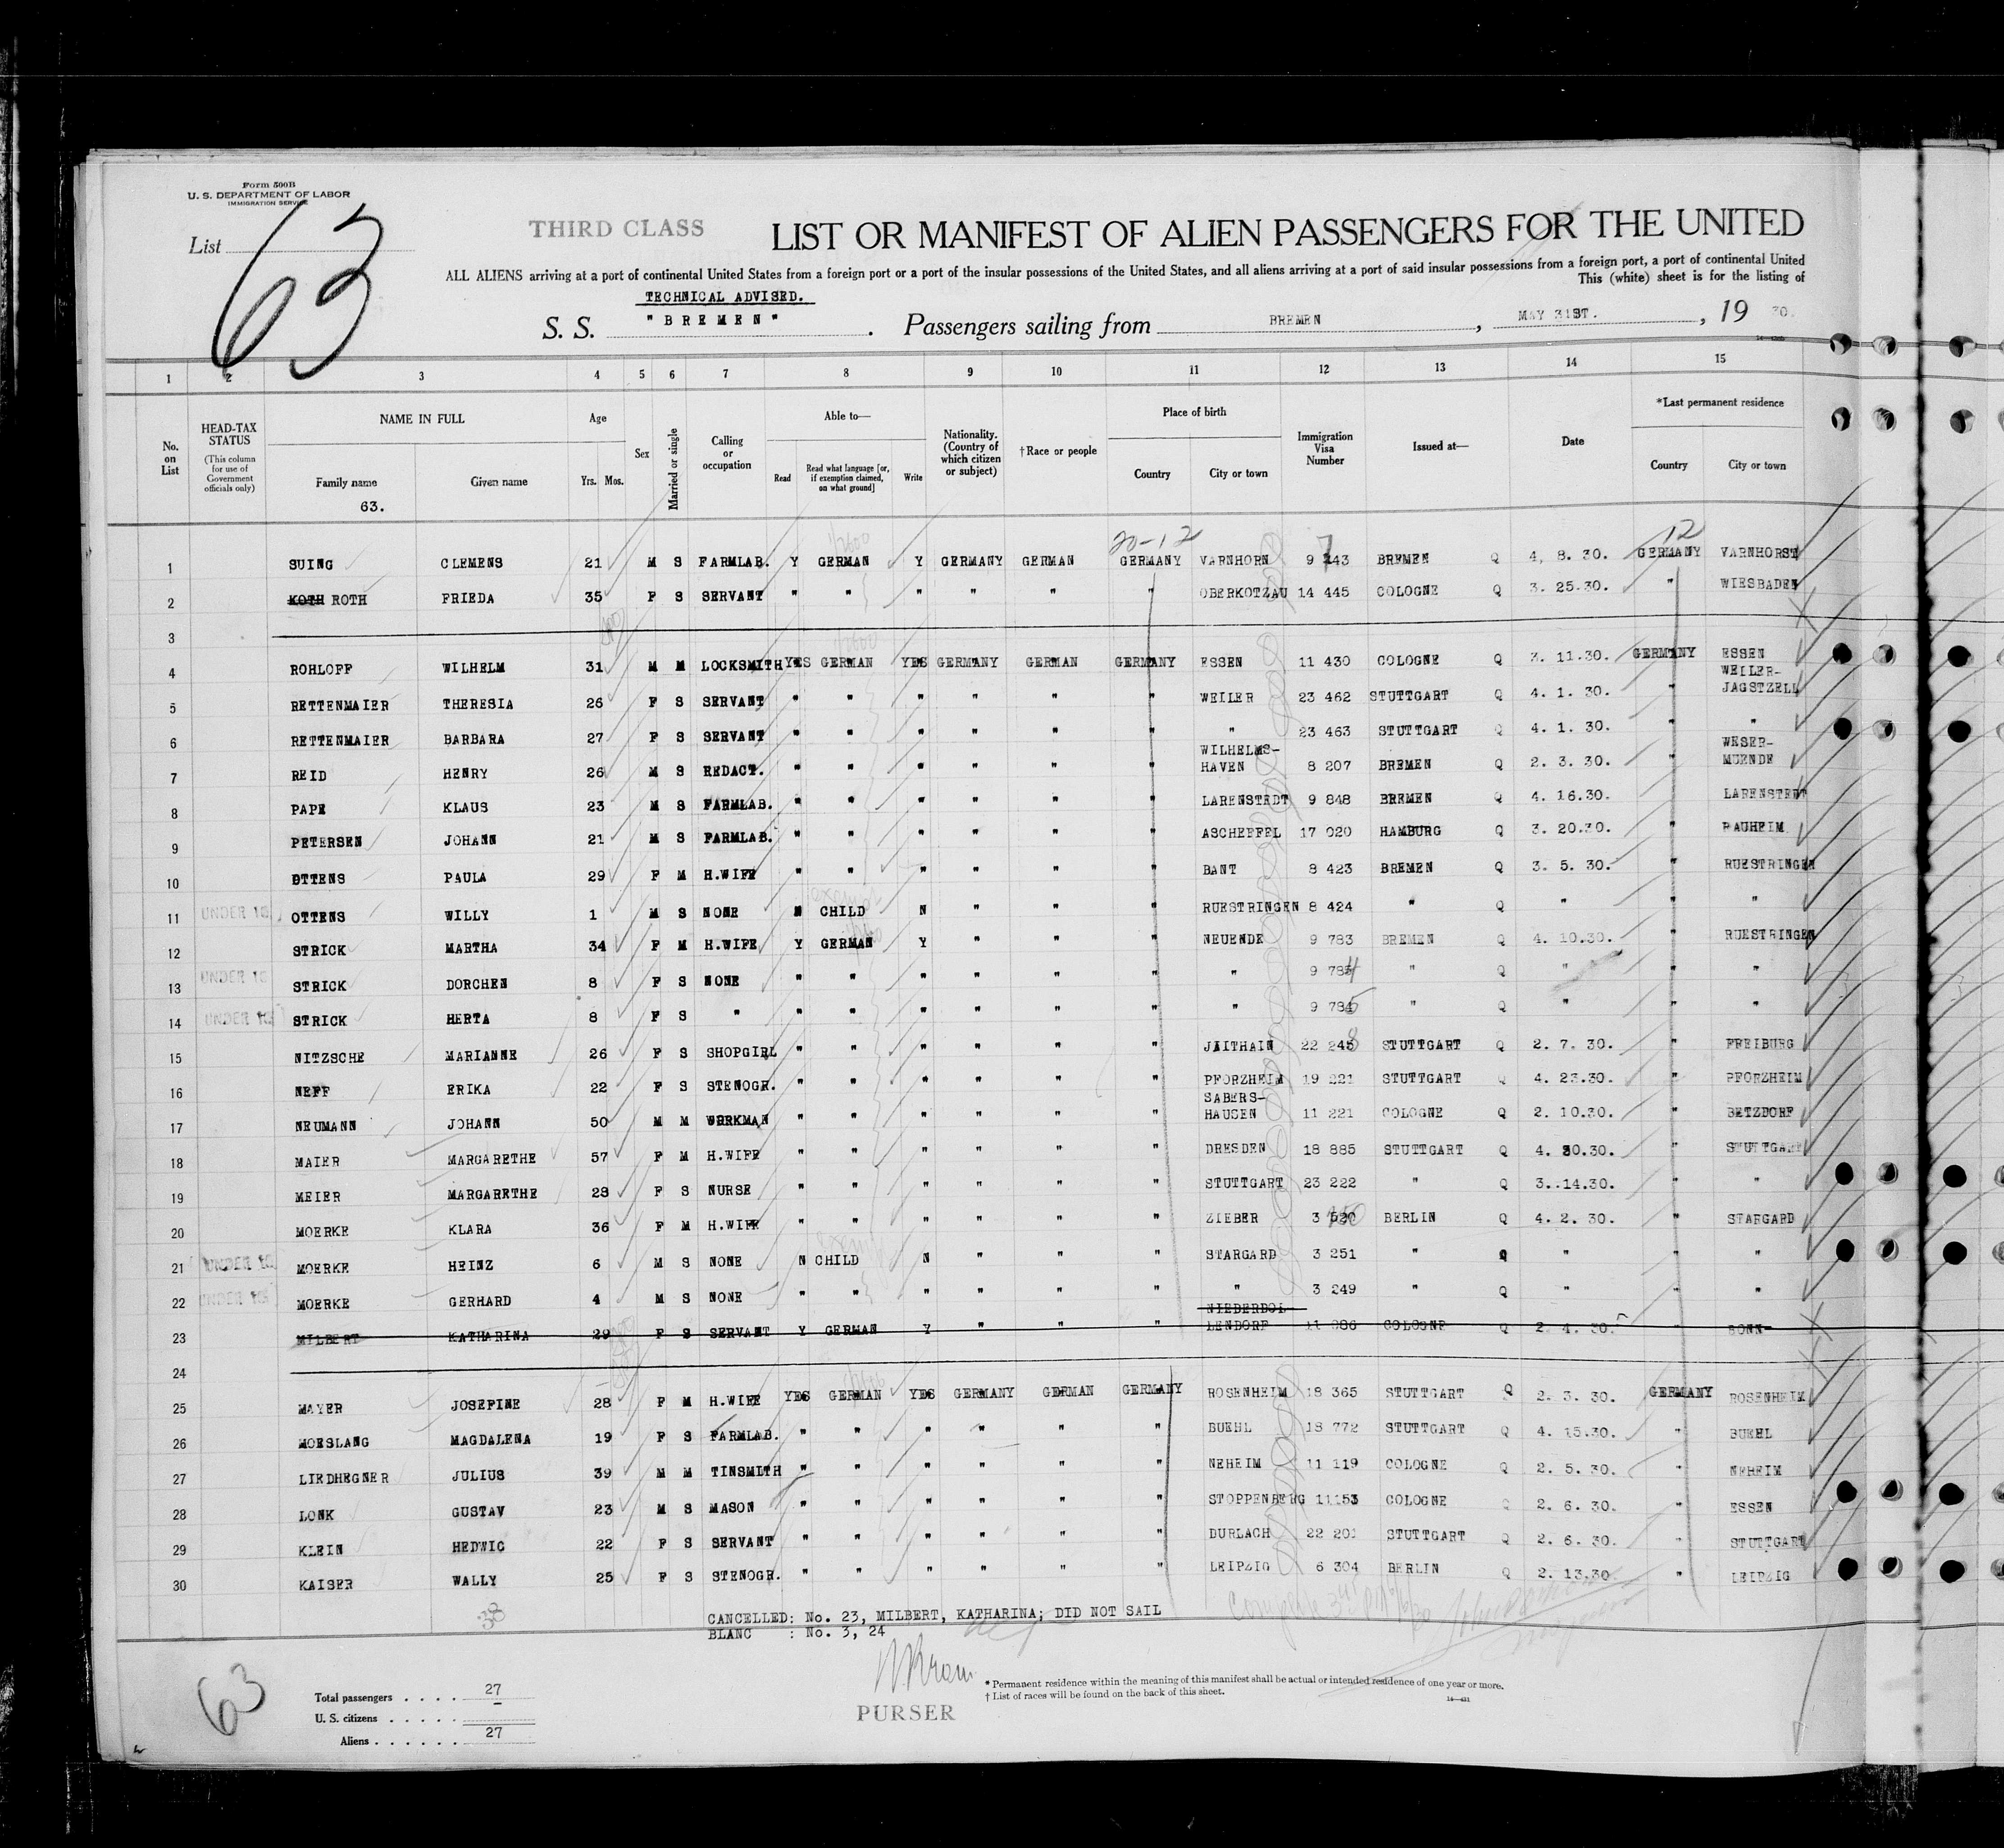 Form 500B
U. S. DEPARTMENT OF LABOR
IMMIGRATION SERVICE
List
63
THIRD CLASS
LIST OR MANIFEST OF ALIEN PASSENGERS FOR THE UNITED
ALL ALIENS arriving at a port of continental United States from a foreign port or a port of the insular possessions of the United States, and all aliens arriving at a port of said insular possessions from a foreign port, a port of continental United
This (white) sheet is for the listing of
TECHNICAL ADVISED.
S. S. "BREMEN". Passengers sailing from BREMEN, MAY 31ST., 19 30.
1 2 3 4 5 6 7 8 9 10 11 12 13 14 15
No. on List
HEAD-TAX STATUS
(This column for use of Government officials only)
NAME IN FULL
Family name
63.
Given name
Age
Yrs. Mos.
Sex
Married or single
Calling or occupation
Able to—
Read
Read what language [or, if exemption claimed, on what ground]
Write
Nationality. (Country of which citizen or subject)
†Race or people
Place of birth
Country
City or town
Immigration Visa Number
Issued at—
Date
*Last permanent residence
Country
City or town
20-12
12
1 SUING CLEMENS 21 M S FARMLAB. Y GERMAN Y GERMANY GERMAN GERMANY VARNHORN 9 743 BREMEN Q 4, 8. 30. GERMANY VARNHORST
2 KOTH ROTH FRIEDA 35 F S SERVANT " " " " " " OBERKOTZAU 14 445 COLOGNE Q 3. 25.30. " WIESBADEN
3
4 ROHLOFF WILHELM 31 M M LOCKSMITH YES GERMAN YES GERMANY GERMAN GERMANY ESSEN 11 430 COLOGNE Q 3. 11.30. GERMANY ESSEN
5 RETTENMAIER THERESIA 26 F S SERVANT " " " " " " WEILER 23 462 STUTTGART Q 4. 1. 30. " WEILER-JAGSTZELL
6 RETTENMAIER BARBARA 27 F S SERVANT " " " " " " " 23 463 STUTTGART Q 4. 1. 30. " "
7 REID HENRY 26 M S REDACT. " " " " " " WILHELMS-HAVEN 8 207 BREMEN Q 2. 3. 30. " WESER-MUENDE
8 PAPE KLAUS 23 M S FARMLAB. " " " " " " LARENSTEDT 9 848 BREMEN Q 4. 16.30. " LARENSTEDT
9 PETERSEN JOHANN 21 M S FARMLAB. " " " " " " ASCHEFFEL 17 020 HAMBURG Q 3. 20.30. " RAUHEIM
10 OTTENS PAULA 29 F M H.WIFE " " " " " " BANT 8 423 BREMEN Q 3. 5. 30. " RUESTRINGEN
11 UNDER 16 OTTENS WILLY 1 M S NONE N CHILD N " " " RUESTRINGEN 8 424 " Q " " "
12 STRICK MARTHA 34 F M H.WIFE Y GERMAN Y " " " NEUENDE 9 783 BREMEN Q 4. 10.30. " RUESTRINGEN
13 UNDER 16 STRICK DORCHEN 8 F S NONE " " " " " " " 9 784 " Q " " "
14 UNDER 16 STRICK HERTA 8 F S " " " " " " " " 9 785 " Q " " "
15 NITZSCHE MARIANNE 26 F S SHOPGIRL " " " " " " JAITHAIN 22 248 STUTTGART Q 2. 7. 30. " FREIBURG
16 NEFF ERIKA 22 F S STENOGR. " " " " " " PFORZHEIM 19 221 STUTTGART Q 4. 23.30. " PFORZHEIM
17 NEUMANN JOHANN 50 M M WERKMAN " " " " " " SABERS-HAUSEN 11 221 COLOGNE Q 2. 10.30. " BETZDORF
18 MAIER MARGARETHE 57 F M H.WIFE " " " " " " DRESDEN 18 885 STUTTGART Q 4. 30.30. " STUTTGART
19 MEIER MARGARETHE 28 F S NURSE " " " " " " STUTTGART 23 222 " Q 3. 14.30. " "
20 MOERKE KLARA 36 F M H.WIFE " " " " " " ZIEBER 3 BERLIN Q 4. 2. 30. " STARGARD
21 UNDER 16 MOERKE HEINZ 6 M S NONE N CHILD N " " " STARGARD 3 251 " Q " " "
22 UNDER 16 MOERKE GERHARD 4 M S NONE " " " " " " " 3 249 " Q " " "
23 MILBERT KATHARINA 29 F S SERVANT Y GERMAN Y " " " NIEDERDOL-LENDORF 11 086 COLOGNE Q 2. 4. 30. " BONN
24
25 MAYER JOSEFINE 28 F M H.WIFE YES GERMAN YES GERMANY GERMAN GERMANY ROSENHEIM 18 365 STUTTGART Q 2. 3. 30. GERMANY ROSENHEIM
26 MOESLANG MAGDALENA 19 F S FARMLAB. " " " " " " BUEHL 18 772 STUTTGART Q 4. 15.30. " BUEHL
27 LIEDHEGNER JULIUS 39 M M TINSMITH " " " " " " NEHEIM 11 119 COLOGNE Q 2. 5. 30. " NEHEIM
28 LONK GUSTAV 23 M S MASON " " " " " " STOPPENBERG 11153 COLOGNE Q 2. 6. 30. " ESSEN
29 KLEIN HEDWIG 22 F S SERVANT " " " " " " DURLACH 22 201 STUTTGART Q 2. 6. 30. " STUTTGART
30 KAISER WALLY 25 F S STENOGR. " " " " " " LEIPZIG 6 304 BERLIN Q 2. 13.30 " LEIPZIG
38
CANCELLED: No. 23, MILBERT, KATHARINA; DID NOT SAIL
BLANC : No. 3, 24
63
Total passengers . . . . 27
U. S. citizens . . . . . –
Aliens . . . . . . 27
PURSER
* Permanent residence within the meaning of this manifest shall be actual or intended residence of one year or more.
† List of races will be found on the back of this sheet.